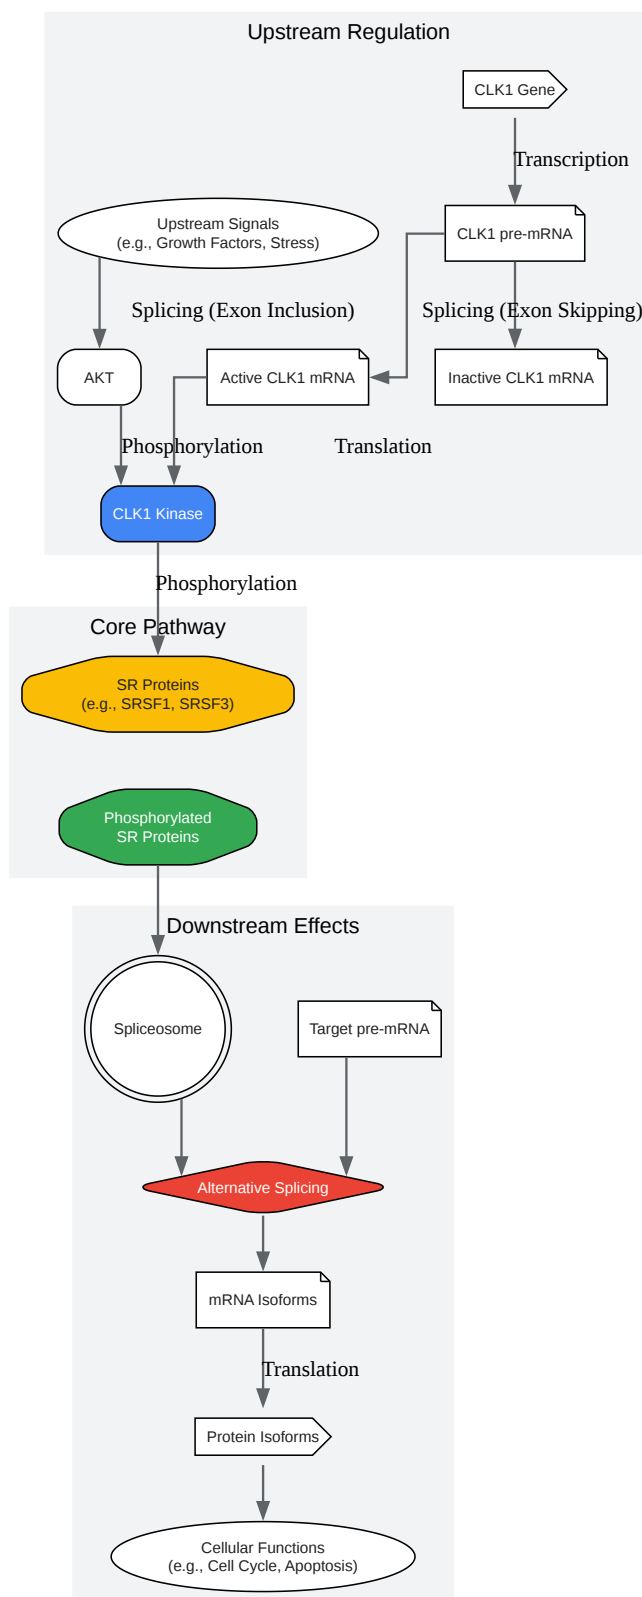 Upstream Regulation
CLK1 Gene
Transcription
Upstream Signals
(e.g., Growth Factors, Stress)
CLK1 pre-mRNA
Splicing (Exon Inclusion)
Splicing (Exon Skipping)
AKT
Active CLK1 mRNA
Inactive CLK1 mRNA
Phosphorylation
Translation
CLK1 Kinase
Phosphorylation
Core Pathway
SR Proteins
(e.g., SRSF1, SRSF3)
Phosphorylated
SR Proteins
Downstream Effects
Spliceosome
Target pre-mRNA
Alternative Splicing
mRNA Isoforms
Translation
Protein Isoforms
Cellular Functions
(e.g., Cell Cycle, Apoptosis)